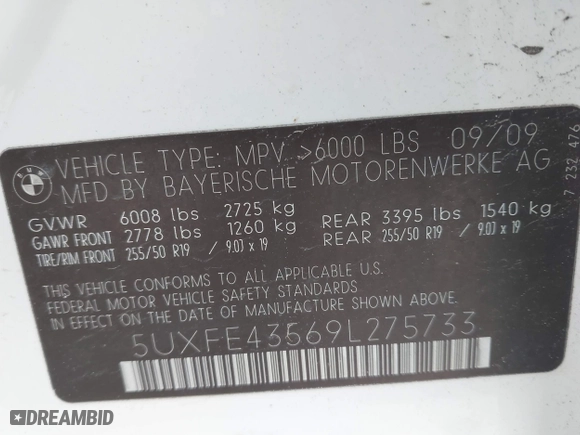 BMW
VEHICLE TYPE: MPV >6000 LBS 09/09
MFD BY BAYERISCHE MOTORENWERKE AG
GVWR 6008 lbs 2725 kg
GAWR FRONT 2778 lbs 1260 kg REAR 3395 lbs 1540 kg
TIRE/RIM FRONT 255/50 R19 / 9.0J x 19 REAR 255/50 R19 / 9.0J x 19
THIS VEHICLE CONFORMS TO ALL APPLICABLE U.S.
FEDERAL MOTOR VEHICLE SAFETY STANDARDS
IN EFFECT ON THE DATE OF MANUFACTURE SHOWN ABOVE.
5UXFE43569L275733
7 232 476
DREAMBID